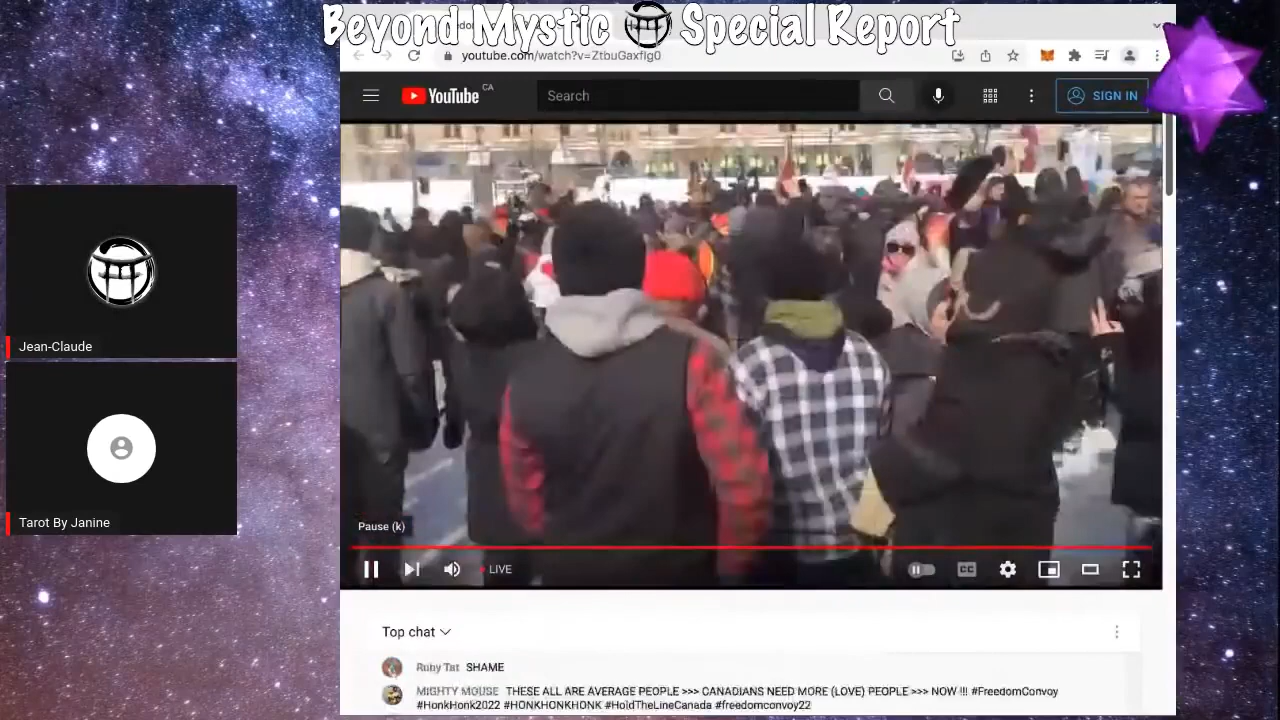 Beyond Mystic Special Report
youtube.com/watch?v=ZtbuGaxfIg0
YouTube CA
Search
SIGN IN
Jean-Claude
Tarot By Janine
Pause (k)
LIVE
CC
Top chat
Ruby Tat SHAME
MIGHTY MOUSE THESE ALL ARE AVERAGE PEOPLE >>> CANADIANS NEED MORE (LOVE) PEOPLE >>> NOW !!! #FreedomConvoy
#HonkHonk2022 #HONKHONKHONK #HoldTheLineCanada #freedomconvoy22